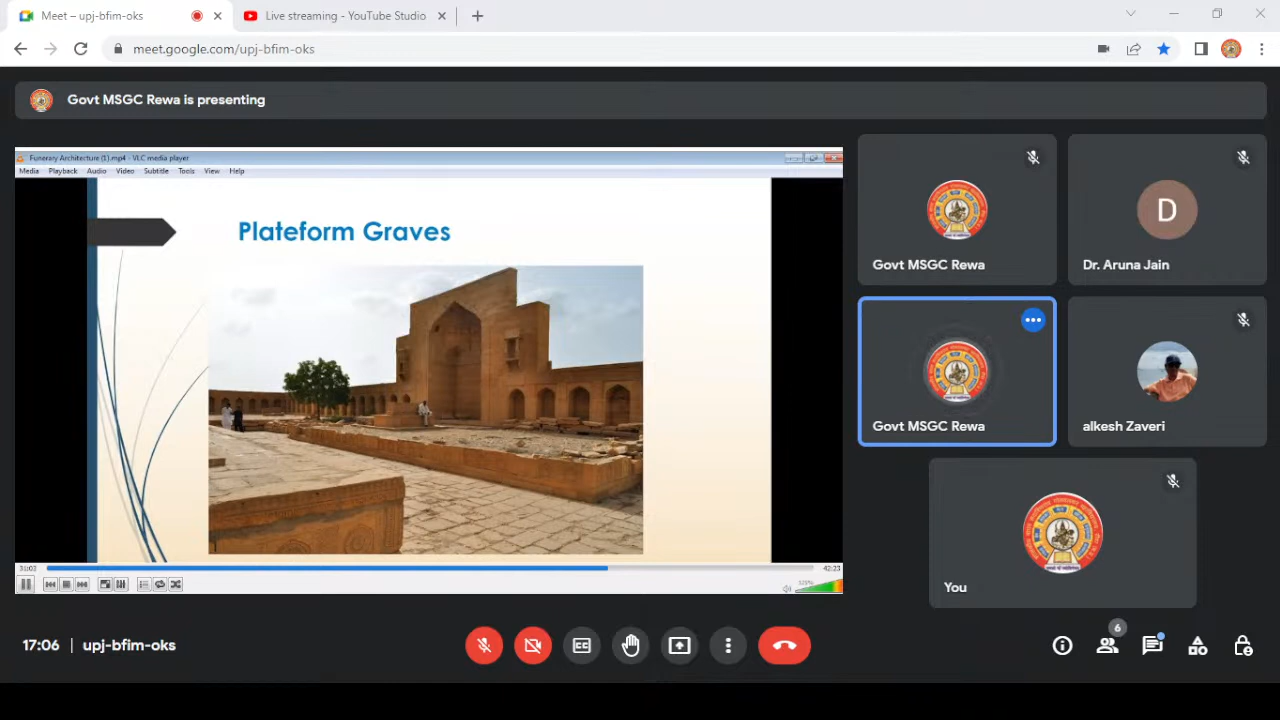 Meet – upj-bfim-oks
Live streaming - YouTube Studio
meet.google.com/upj-bfim-oks
Govt MSGC Rewa is presenting
Funerary Architecture (1).mp4 - VLC media player
Media Playback Audio Video Subtitle Tools View Help
Plateform Graves
31:02
42:23
125%
Govt MSGC Rewa
D
Dr. Aruna Jain
Govt MSGC Rewa
alkesh Zaveri
You
17:06 | upj-bfim-oks
CC
6